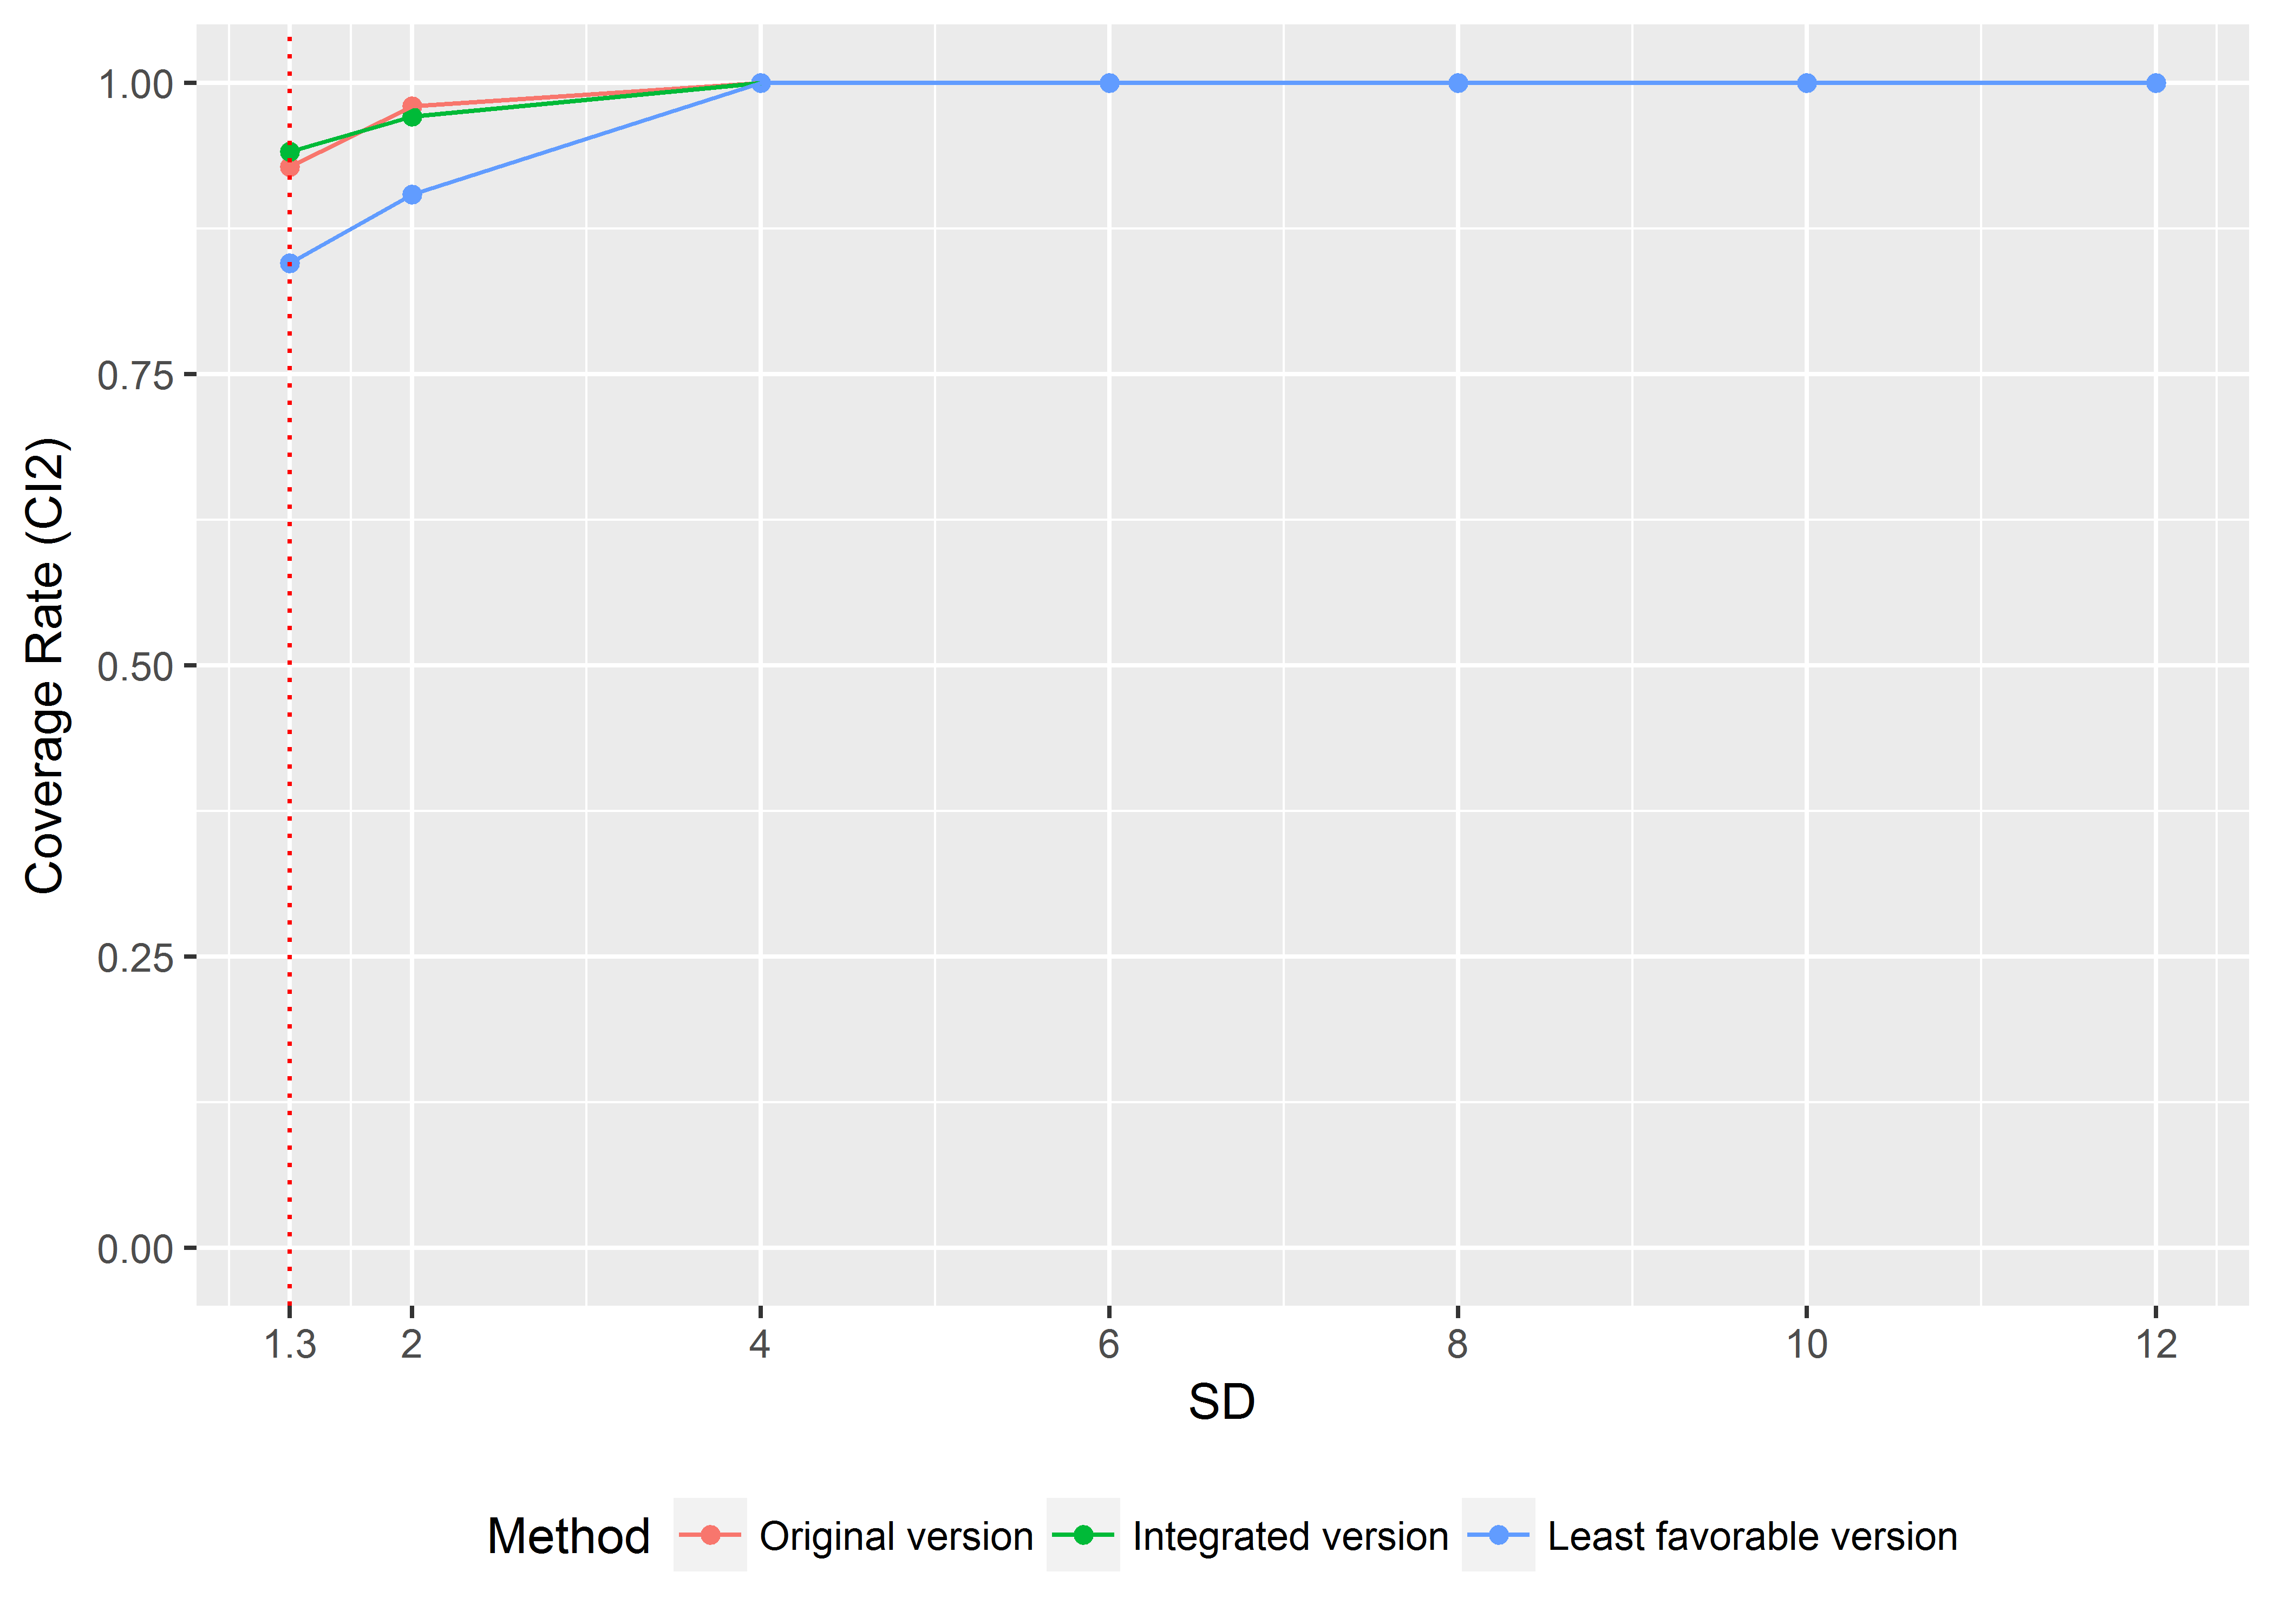 Coverage Rate (CI2)
1.00
0.75
0.50
0.25
0.00
1.3 2 4 6 8 10 12
SD
Method Original version Integrated version Least favorable version